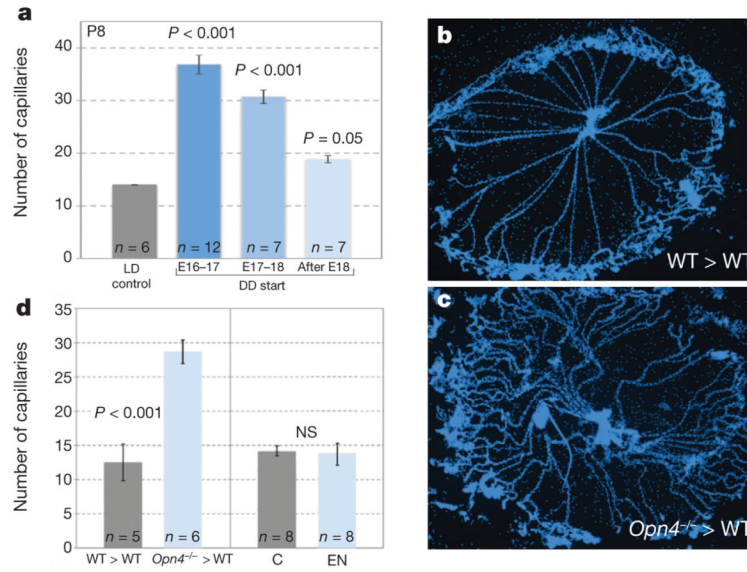 a
P8
Number of capillaries
40
30
20
10
0
P < 0.001
P < 0.001
P = 0.05
n = 6
n = 12
n = 7
n = 7
LD control
E16–17
E17–18
After E18
DD start
b
WT > WT
c
Opn4–/– > WT
d
Number of capillaries
35
30
25
20
15
10
5
0
P < 0.001
NS
n = 5
n = 6
n = 8
n = 8
WT > WT
Opn4–/– > WT
C
EN